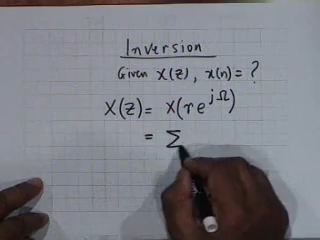 Inversion
Given X(Z), x(n) = ?
X(Z) = X(re^{jΩ})
= Σ